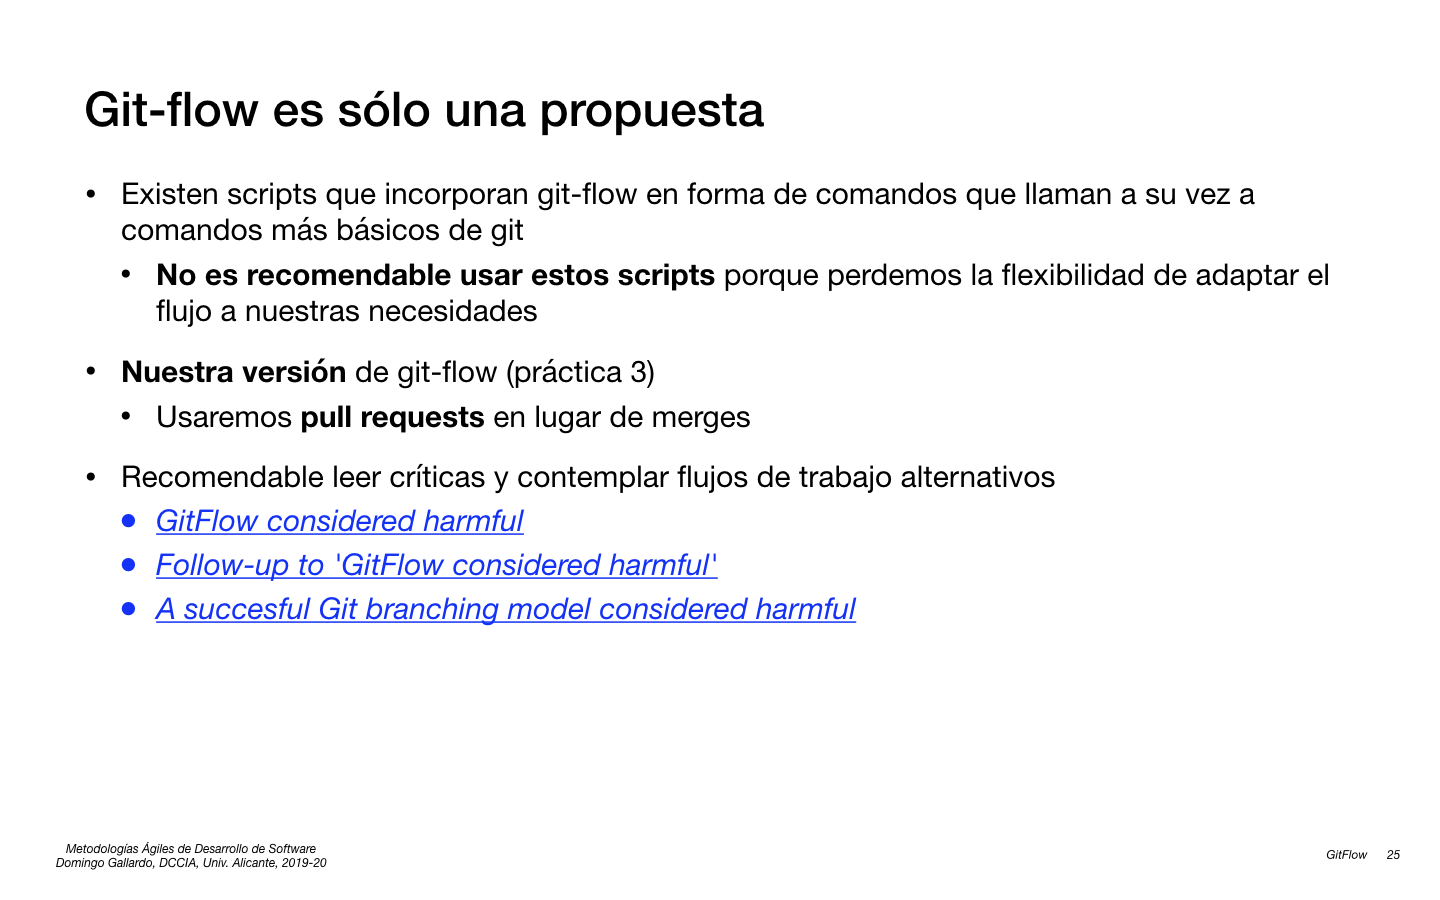 Git-flow es sólo una propuesta
• Existen scripts que incorporan git-flow en forma de comandos que llaman a su vez a
comandos más básicos de git
• No es recomendable usar estos scripts porque perdemos la flexibilidad de adaptar el
flujo a nuestras necesidades
• Nuestra versión de git-flow (práctica 3)
• Usaremos pull requests en lugar de merges
• Recomendable leer críticas y contemplar flujos de trabajo alternativos
• GitFlow considered harmful
• Follow-up to 'GitFlow considered harmful'
• A succesful Git branching model considered harmful
Metodologías Ágiles de Desarrollo de Software
Domingo Gallardo, DCCIA, Univ. Alicante, 2019-20
GitFlow 25